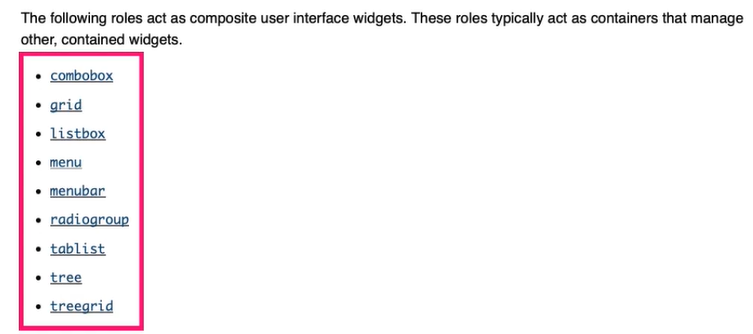 The following roles act as composite user interface widgets. These roles typically act as containers that manage
other, contained widgets.
combobox
grid
listbox
menu
menubar
radiogroup
tablist
tree
treegrid